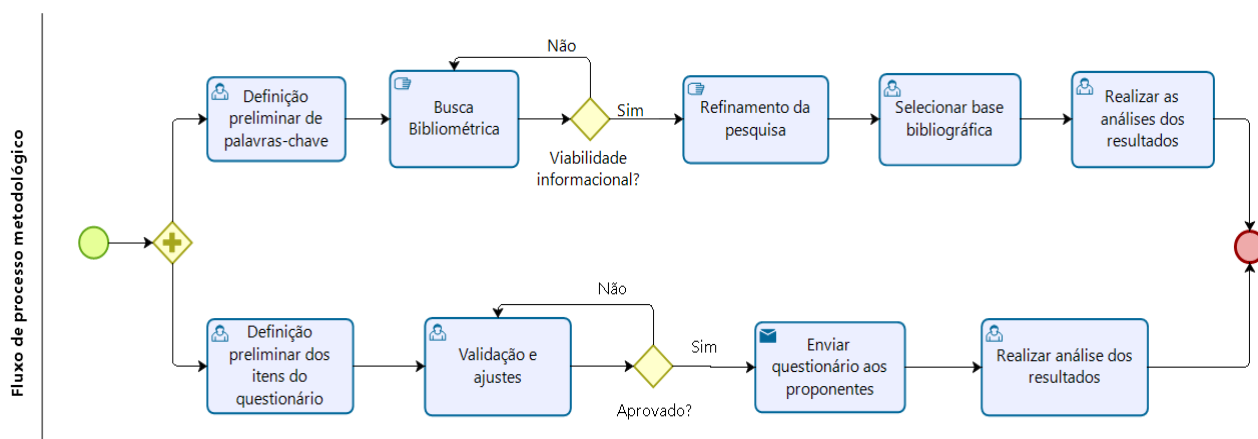 Fluxo de processo metodológico
Definição
preliminar de
palavras-chave
Busca
Bibliométrica
Não
Sim
Viabilidade
informacional?
Refinamento da
pesquisa
Selecionar base
bibliográfica
Realizar as
análises dos
resultados
Definição
preliminar dos
itens do
questionário
Validação e
ajustes
Não
Sim
Aprovado?
Enviar
questionário aos
proponentes
Realizar análise dos
resultados